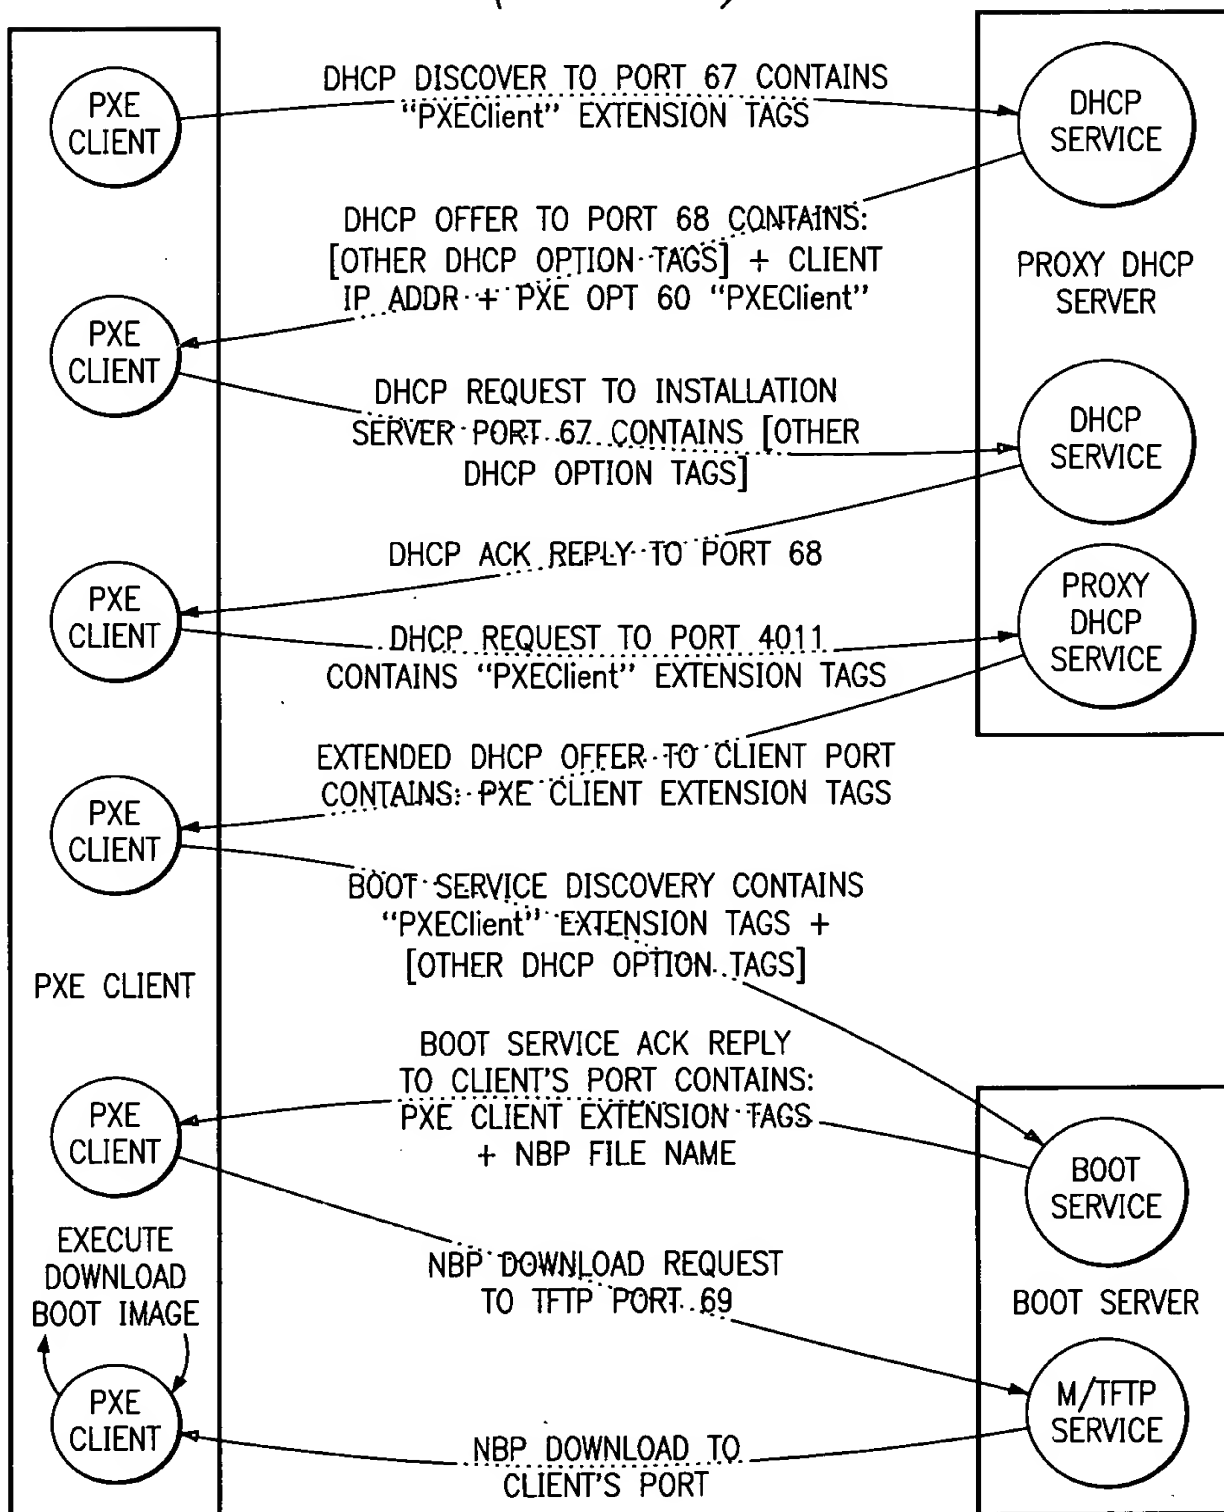 PXE
CLIENT
DHCP DISCOVER TO PORT 67 CONTAINS
“PXEClient” EXTENSION TAGS
DHCP
SERVICE
DHCP OFFER TO PORT 68 CONTAINS:
[OTHER DHCP OPTION TAGS] + CLIENT
IP ADDR + PXE OPT 60 “PXEClient”
PROXY DHCP
SERVER
PXE
CLIENT
DHCP REQUEST TO INSTALLATION
SERVER PORT 67 CONTAINS [OTHER
DHCP OPTION TAGS]
DHCP
SERVICE
DHCP ACK REPLY TO PORT 68
PXE
CLIENT
PROXY
DHCP
SERVICE
DHCP REQUEST TO PORT 4011
CONTAINS “PXEClient” EXTENSION TAGS
EXTENDED DHCP OFFER TO CLIENT PORT
CONTAINS: PXE CLIENT EXTENSION TAGS
PXE
CLIENT
BOOT SERVICE DISCOVERY CONTAINS
“PXEClient” EXTENSION TAGS +
[OTHER DHCP OPTION TAGS]
PXE CLIENT
BOOT SERVICE ACK REPLY
TO CLIENT'S PORT CONTAINS:
PXE CLIENT EXTENSION TAGS
+ NBP FILE NAME
PXE
CLIENT
BOOT
SERVICE
EXECUTE
DOWNLOAD
BOOT IMAGE
NBP DOWNLOAD REQUEST
TO TFTP PORT 69
BOOT SERVER
PXE
CLIENT
M/TFTP
SERVICE
NBP DOWNLOAD TO
CLIENT'S PORT